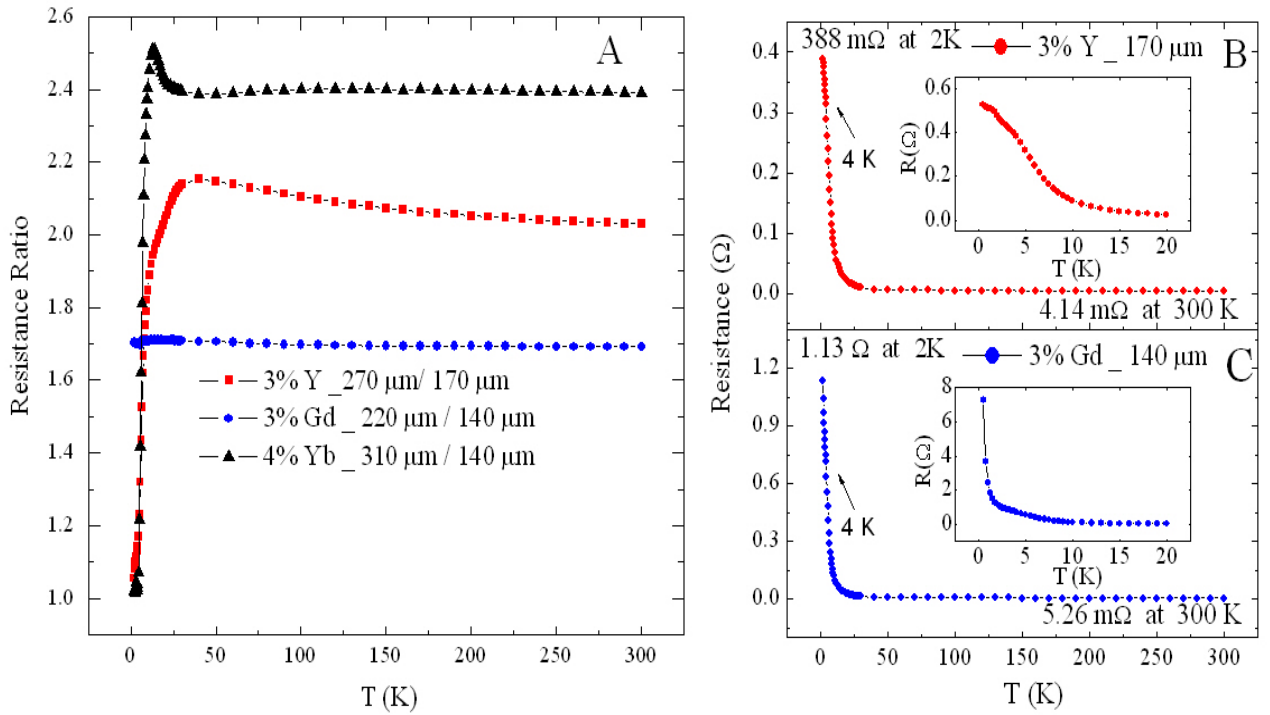 A
2.6
2.4
2.2
2.0
1.8
1.6
1.4
1.2
1.0
Resistance Ratio
3% Y _270 μm/ 170 μm
3% Gd _ 220 μm / 140 μm
4% Yb _ 310 μm / 140 μm
0 50 100 150 200 250 300
T (K)
Resistance (Ω)
388 mΩ at 2K
3% Y _ 170 μm
B
0.4
0.3
0.2
0.1
0.0
4 K
0.6
0.4
0.2
0.0
R(Ω)
0 5 10 15 20
T (K)
4.14 mΩ at 300 K
1.13 Ω at 2K
3% Gd _ 140 μm
C
1.2
0.9
0.6
0.3
0.0
4 K
8
6
4
2
0
R(Ω)
0 5 10 15 20
T (K)
5.26 mΩ at 300 K
0 50 100 150 200 250 300
T (K)